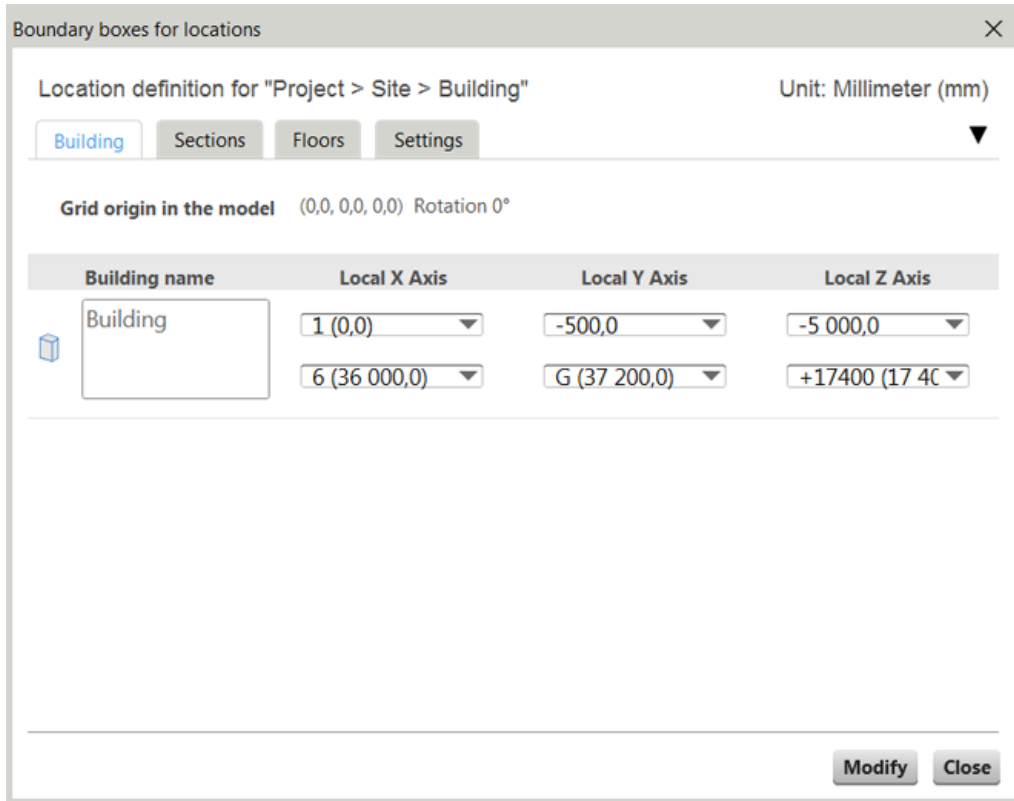 Boundary boxes for locations
Location definition for "Project > Site > Building" Unit: Millimeter (mm)
Building Sections Floors Settings
Grid origin in the model (0,0, 0,0, 0,0) Rotation 0°
Building name Local X Axis Local Y Axis Local Z Axis
Building 1 (0,0) -500,0 -5 000,0
6 (36 000,0) G (37 200,0) +17400 (17 40
Modify Close